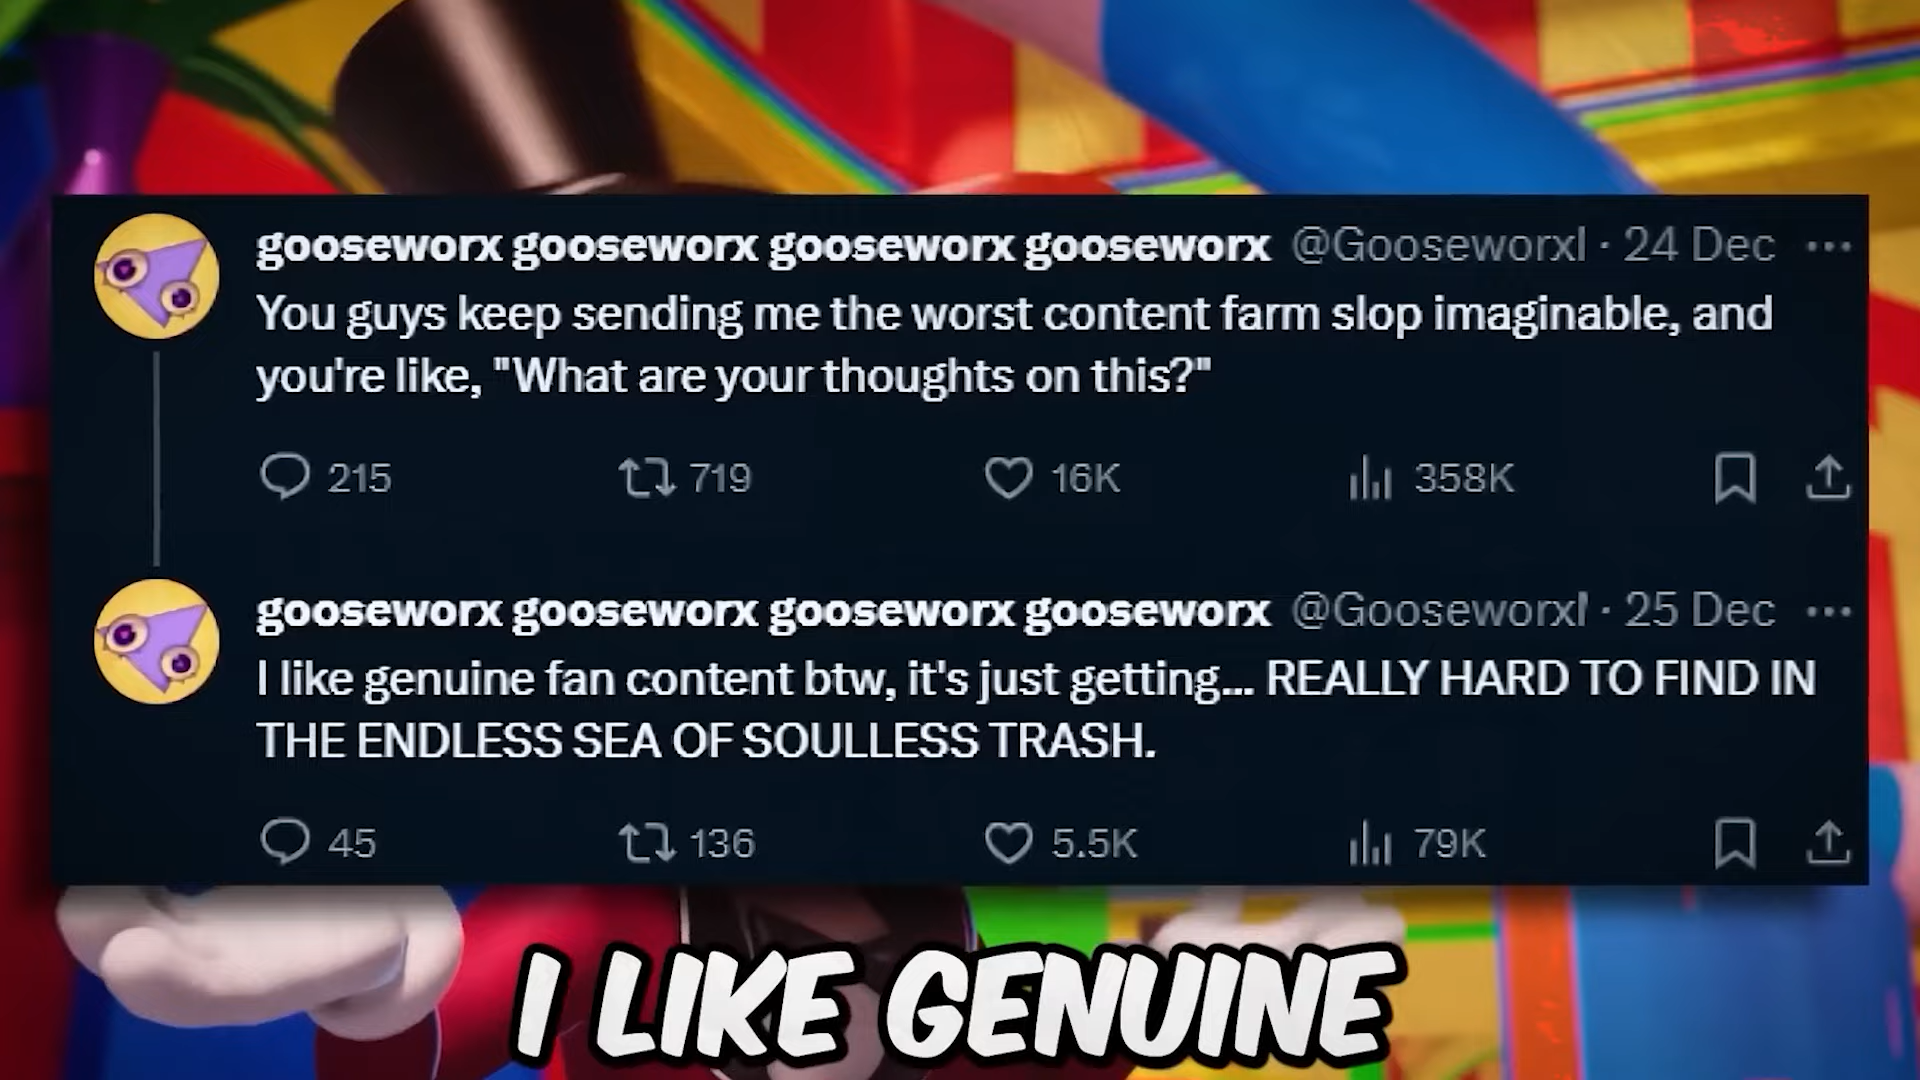 gooseworx gooseworx gooseworx gooseworx @Gooseworxl · 24 Dec ...
You guys keep sending me the worst content farm slop imaginable, and
you're like, "What are your thoughts on this?"
215 719 16K 358K
gooseworx gooseworx gooseworx gooseworx @Gooseworxl · 25 Dec ...
I like genuine fan content btw, it's just getting... REALLY HARD TO FIND IN
THE ENDLESS SEA OF SOULLESS TRASH.
45 136 5.5K 79K
I LIKE GENUINE